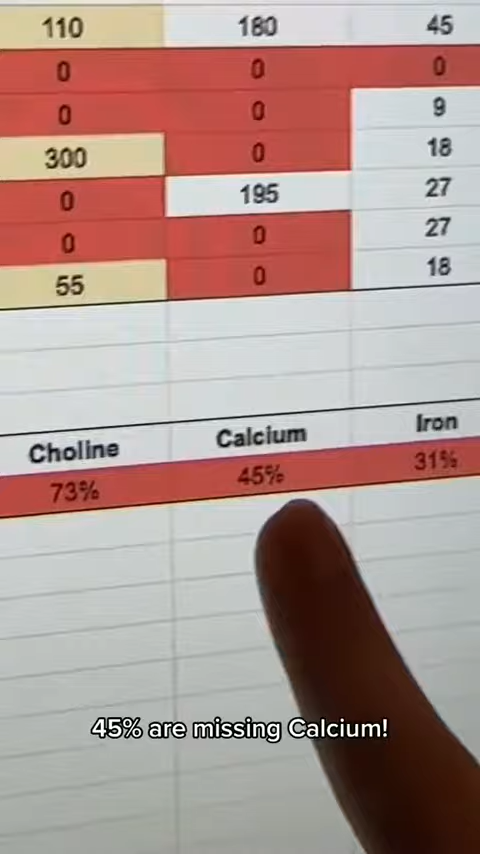 110 180 45
0 0 0
0 0 9
300 0 18
0 195 27
0 0 27
55 0 18
Choline Calcium Iron
73% 45% 31%
45% are missing Calcium!